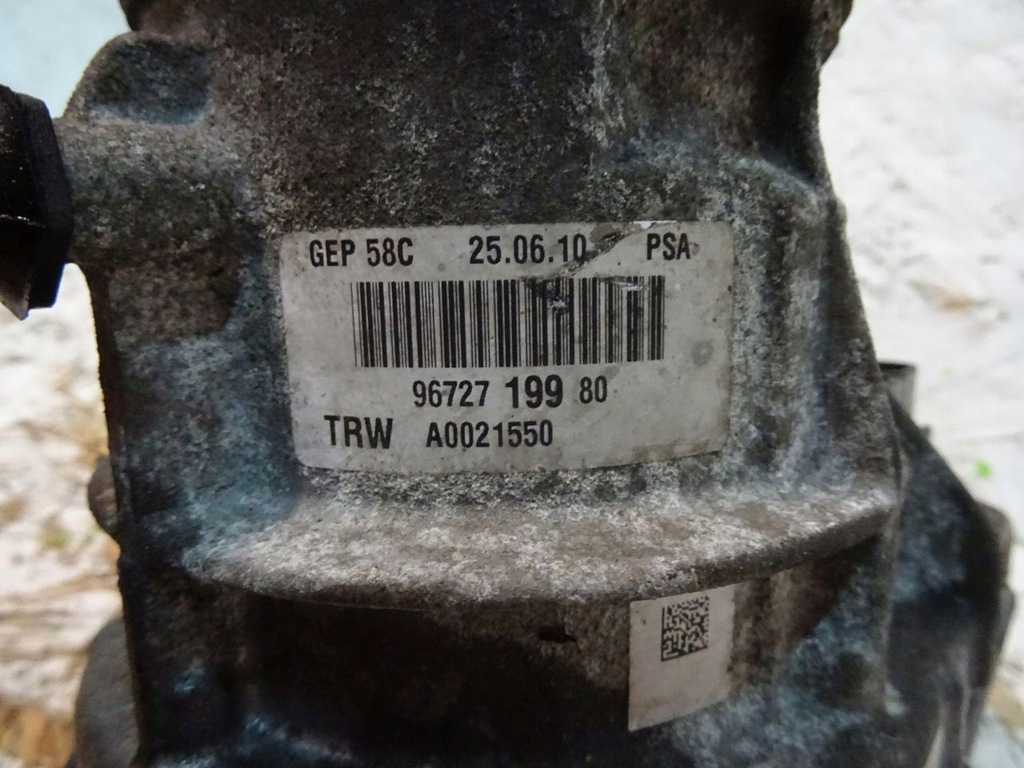 GEP 58C 25.06.10 PSA
96727 199 80
TRW A0021550